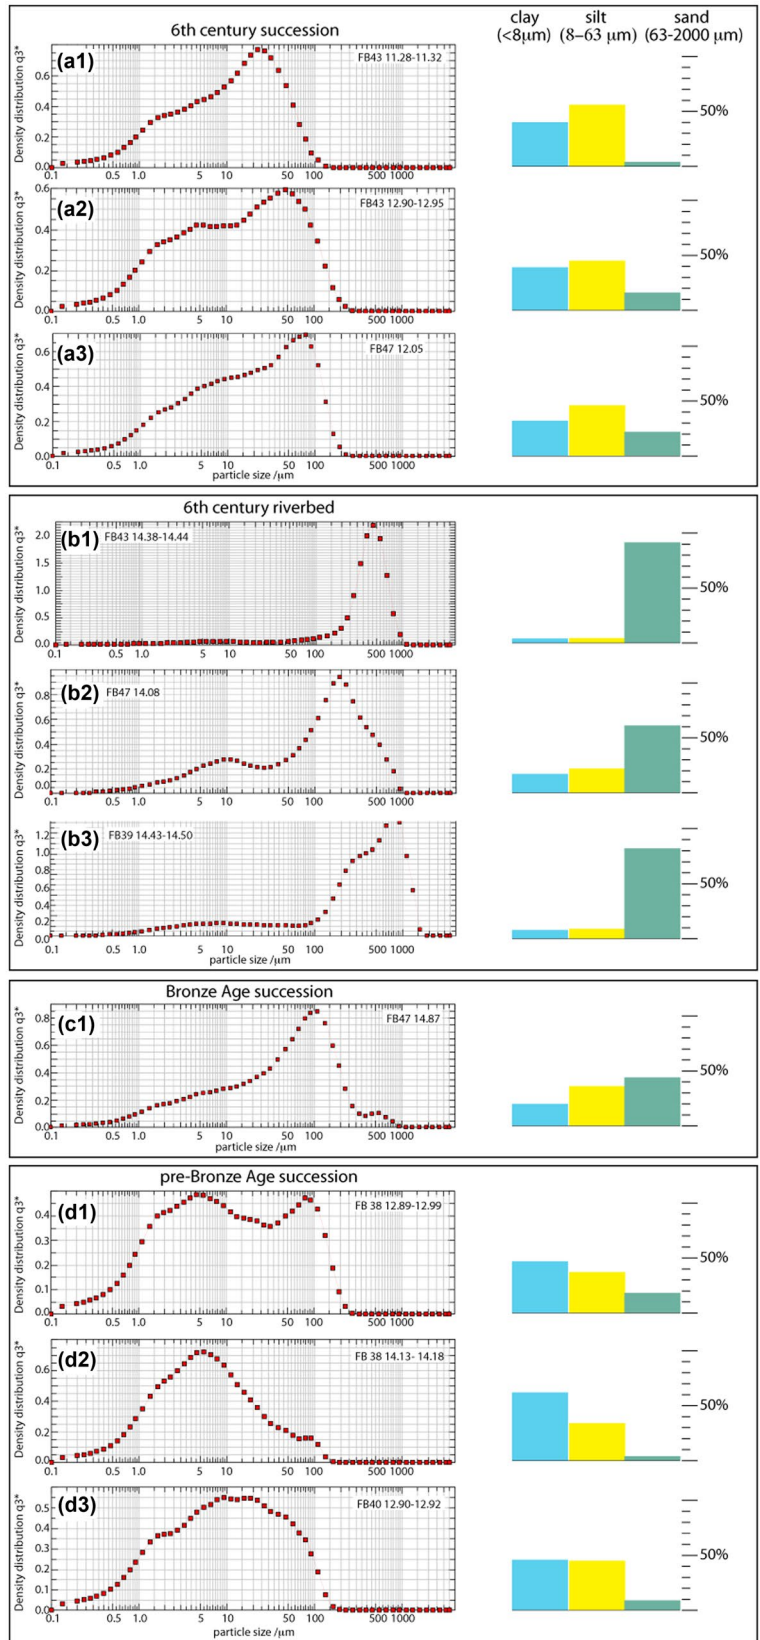 6th century succession
clay silt sand
(<8μm) (8–63 μm) (63-2000 μm)
(a1)
FB43 11.28-11.32
Density distribution q3*
0.6
0.4
0.2
0.0
0.1 0.5 1.0 5 10 50 100 500 1000
50%
(a2)
FB43 12.90-12.95
Density distribution q3*
0.6
0.4
0.2
0.0
0.1 0.5 1.0 5 10 50 100 500 1000
50%
(a3)
FB47 12.05
Density distribution q3*
0.6
0.4
0.2
0.0
0.1 0.5 1.0 5 10 50 100 500 1000
particle size /μm
50%
6th century riverbed
(b1)
FB43 14.38-14.44
Density distribution q3*
2.0
1.5
1.0
0.5
0.0
0.1 0.5 1.0 5 10 50 100 500 1000
50%
(b2)
FB47 14.08
Density distribution q3*
0.8
0.6
0.4
0.2
0.0
0.1 0.5 1.0 5 10 50 100 500 1000
50%
(b3)
FB39 14.43-14.50
Density distribution q3*
1.2
1.0
0.8
0.6
0.4
0.2
0.0
0.1 0.5 1.0 5 10 50 100 500 1000
particle size /μm
50%
Bronze Age succession
(c1)
FB47 14.87
Density distribution q3*
0.8
0.6
0.4
0.2
0.0
0.1 0.5 1.0 5 10 50 100 500 1000
particle size /μm
50%
pre-Bronze Age succession
(d1)
FB 38 12.89-12.99
Density distribution q3*
0.4
0.3
0.2
0.1
0.0
0.1 0.5 1.0 5 10 50 100 500 1000
50%
(d2)
FB 38 14.13- 14.18
Density distribution q3*
0.6
0.4
0.2
0.0
0.1 0.5 1.0 5 10 50 100 500 1000
50%
(d3)
FB40 12.90-12.92
Density distribution q3*
0.5
0.4
0.3
0.2
0.1
0.0
0.1 0.5 1.0 5 10 50 100 500 1000
particle size /μm
50%